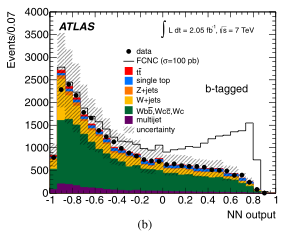 Events/0.07
4000
3500
3000
2500
2000
1500
1000
500
0
ATLAS
∫ L dt = 2.05 fb⁻¹, √s = 7 TeV
data
FCNC (σ=100 pb)
tt̄
single top
Z+jets
W+jets
Wbb̄,Wcc̄,Wc
multijet
uncertainty
b-tagged
-1 -0.8 -0.6 -0.4 -0.2 0 0.2 0.4 0.6 0.8 1
NN output
(b)